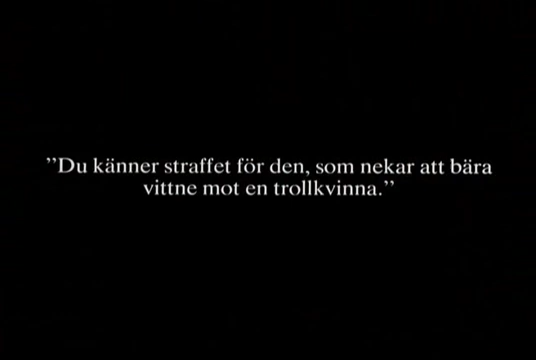 ”Du känner straffet för den, som nekar att bära
vittne mot en trollkvinna.”